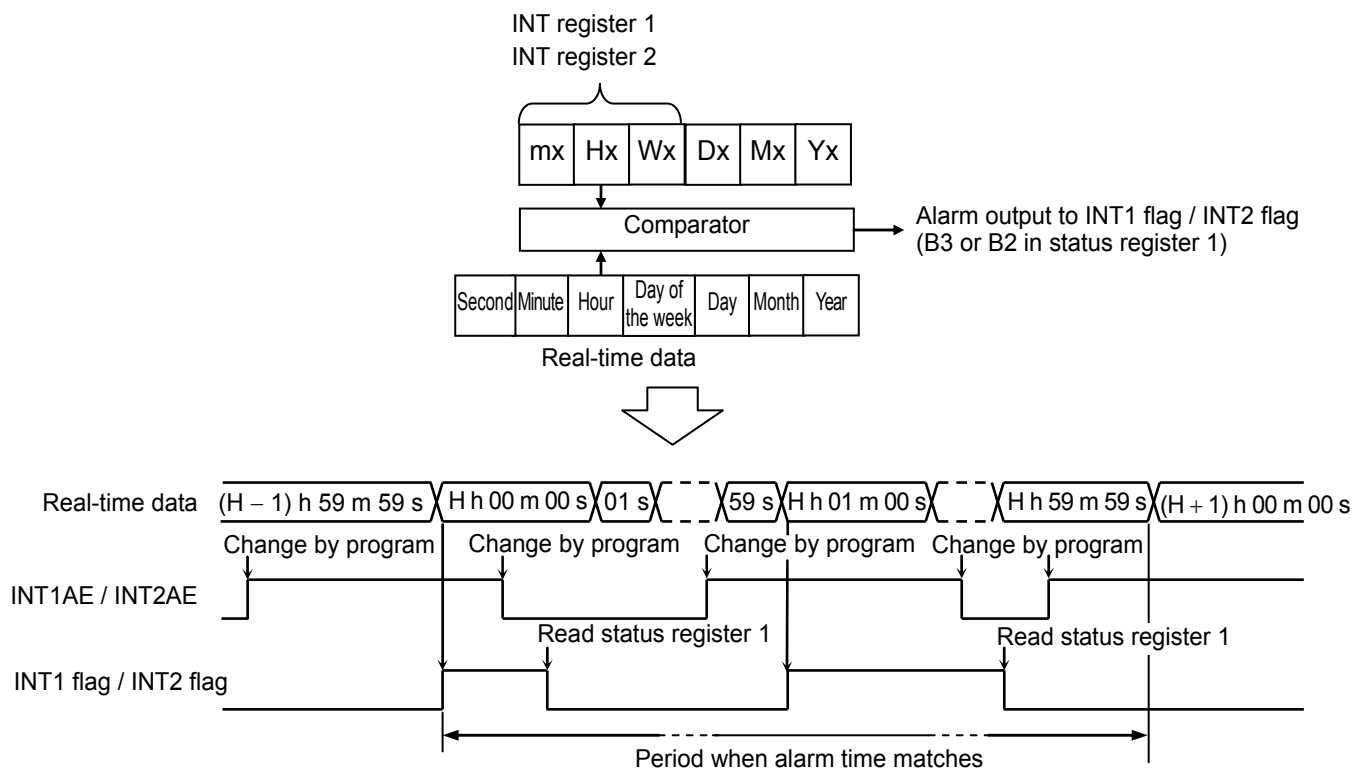 INT register 1
INT register 2
mx Hx Wx Dx Mx Yx
Comparator
Alarm output to INT1 flag / INT2 flag
(B3 or B2 in status register 1)
Second Minute Hour Day of the week Day Month Year
Real-time data
Real-time data (H − 1) h 59 m 59 s H h 00 m 00 s 01 s 59 s H h 01 m 00 s H h 59 m 59 s (H + 1) h 00 m 00 s
Change by program Change by program Change by program Change by program
INT1AE / INT2AE
Read status register 1 Read status register 1
INT1 flag / INT2 flag
Period when alarm time matches